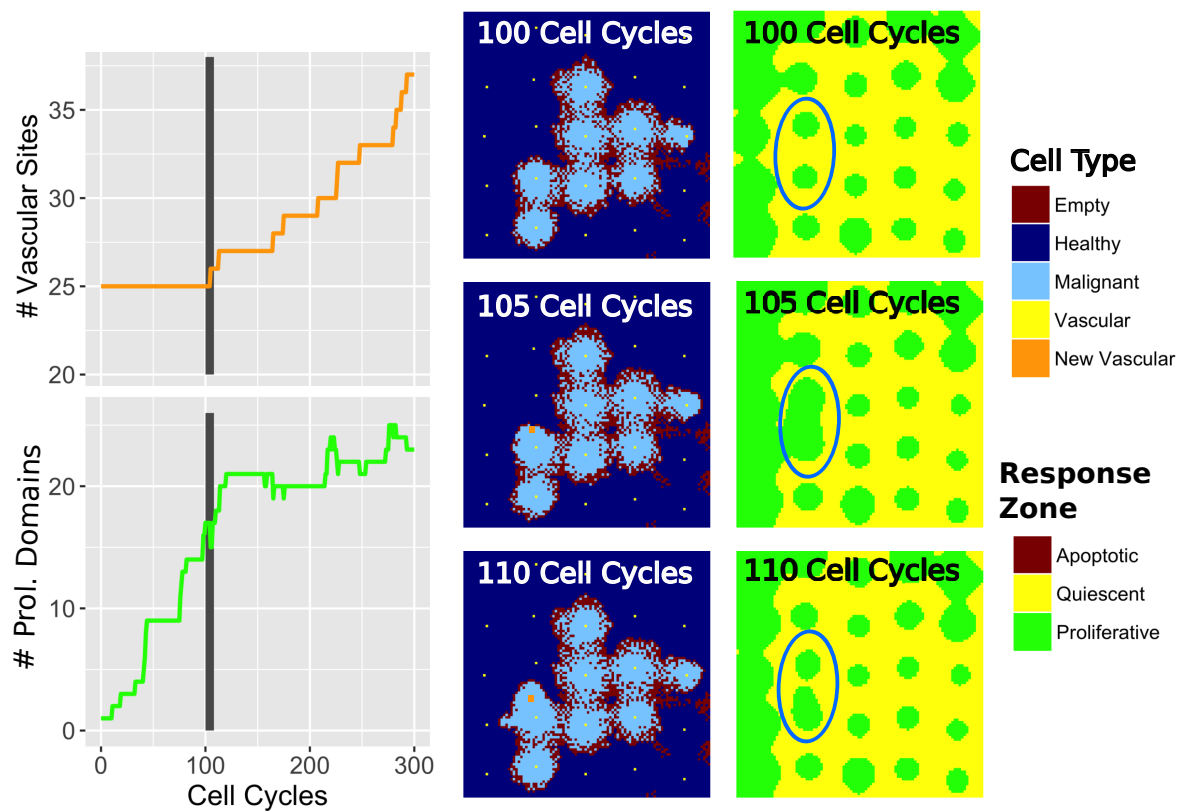 # Vascular Sites
35
30
25
20
# Prol. Domains
20
10
0
0 100 200 300
Cell Cycles
100 Cell Cycles
100 Cell Cycles
105 Cell Cycles
105 Cell Cycles
110 Cell Cycles
110 Cell Cycles
Cell Type
Empty
Healthy
Malignant
Vascular
New Vascular
Response
Zone
Apoptotic
Quiescent
Proliferative